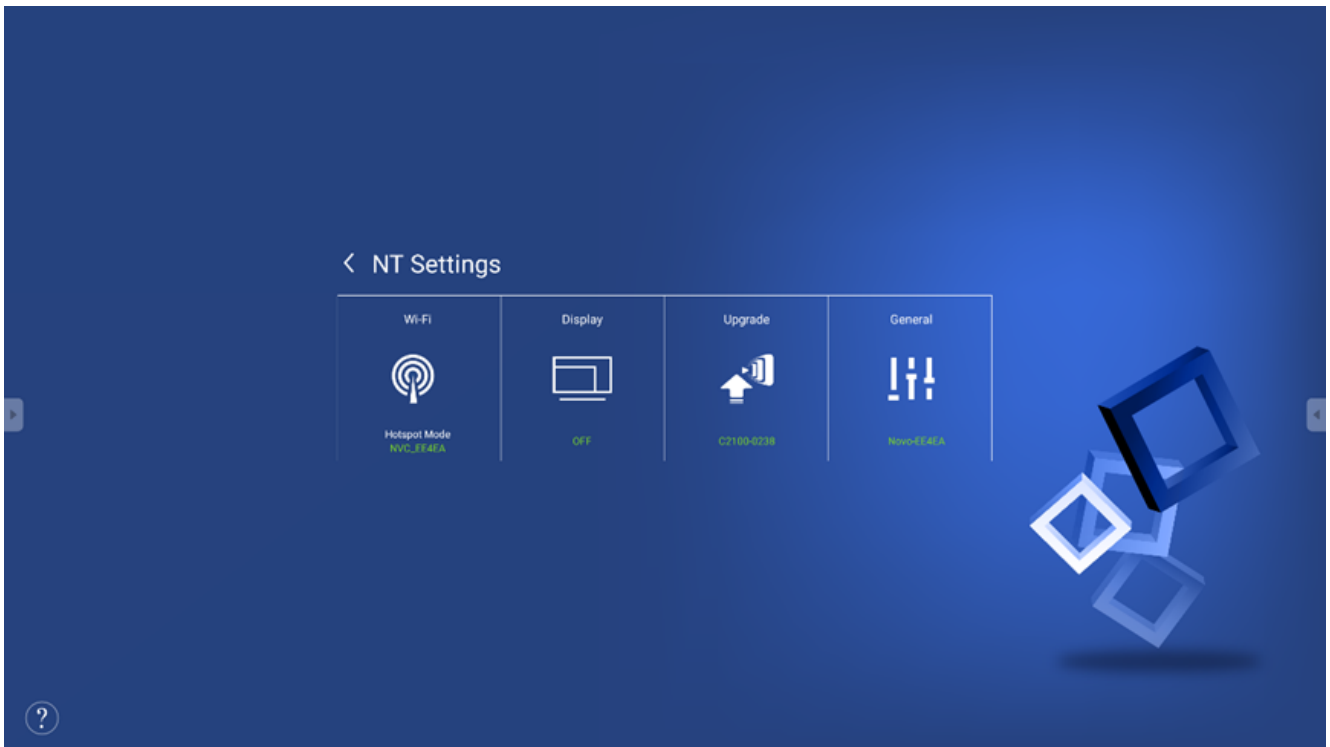 NT Settings
Wi-Fi
Hotspot Mode
NVC_EE4EA
Display
OFF
Upgrade
C2100-0238
General
Novo-EE4EA
?